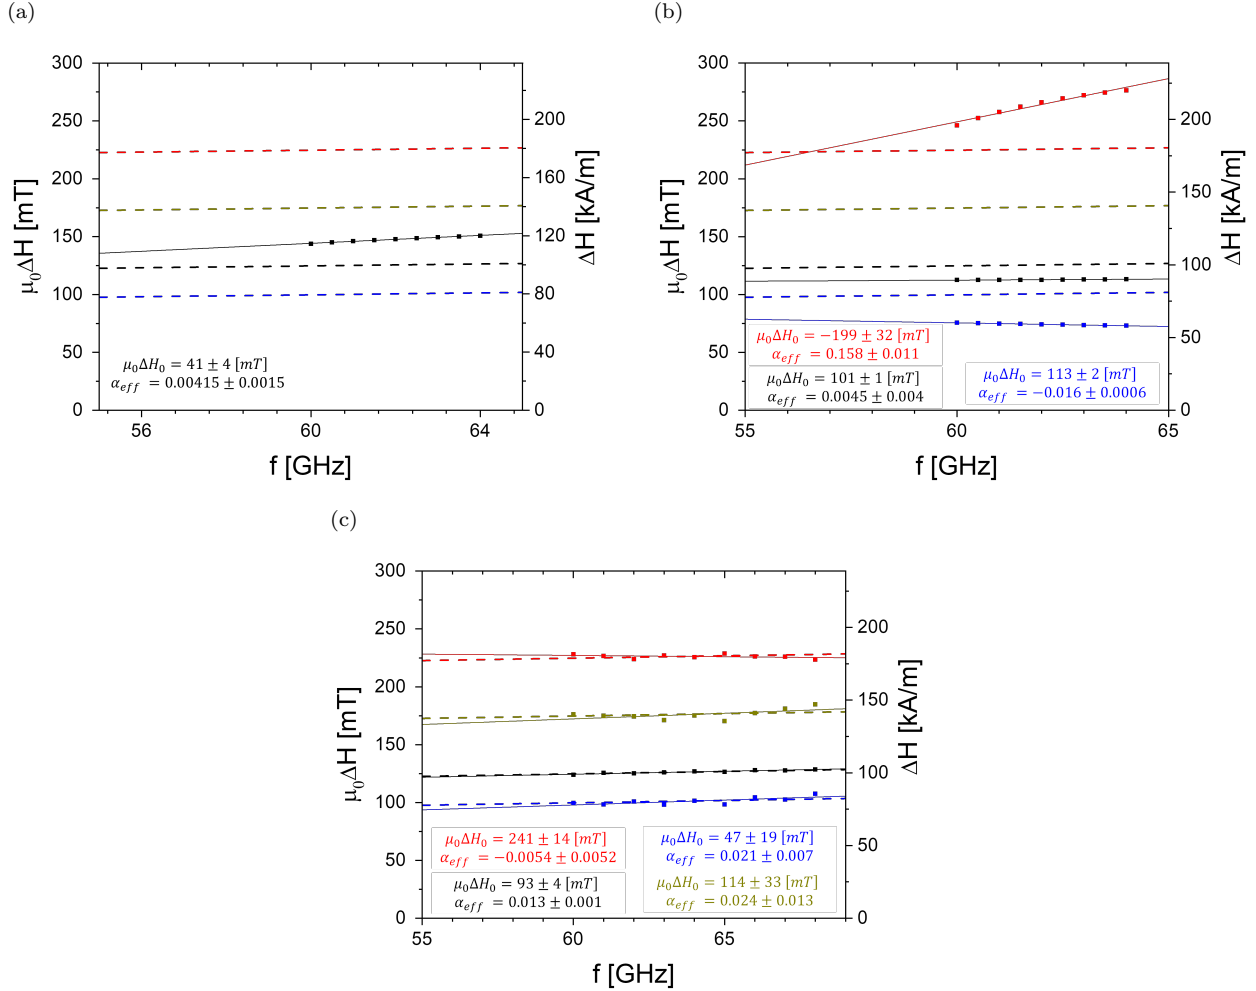 (a)
300
250
200
150
100
50
0
μ0ΔH [mT]
200
160
120
80
40
0
ΔH [kA/m]
μ0ΔH0 = 41 ± 4 [mT]
αeff = 0.00415 ± 0.0015
56
60
64
f [GHz]
(b)
300
250
200
150
100
50
0
μ0ΔH [mT]
200
150
100
50
0
ΔH [kA/m]
μ0ΔH0 = −199 ± 32 [mT]
αeff = 0.158 ± 0.011
μ0ΔH0 = 101 ± 1 [mT]
αeff = 0.0045 ± 0.004
μ0ΔH0 = 113 ± 2 [mT]
αeff = −0.016 ± 0.0006
55
60
65
f [GHz]
(c)
300
250
200
150
100
50
0
μ0ΔH [mT]
200
150
100
50
0
ΔH [kA/m]
μ0ΔH0 = 241 ± 14 [mT]
αeff = −0.0054 ± 0.0052
μ0ΔH0 = 93 ± 4 [mT]
αeff = 0.013 ± 0.001
μ0ΔH0 = 47 ± 19 [mT]
αeff = 0.021 ± 0.007
μ0ΔH0 = 114 ± 33 [mT]
αeff = 0.024 ± 0.013
55
60
65
f [GHz]